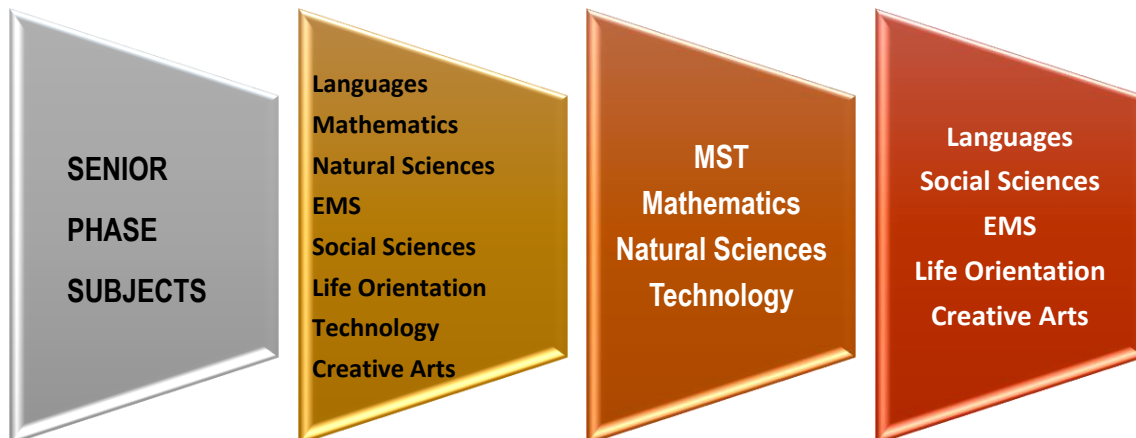 SENIOR
PHASE
SUBJECTS
Languages
Mathematics
Natural Sciences
EMS
Social Sciences
Life Orientation
Technology
Creative Arts
MST
Mathematics
Natural Sciences
Technology
Languages
Social Sciences
EMS
Life Orientation
Creative Arts